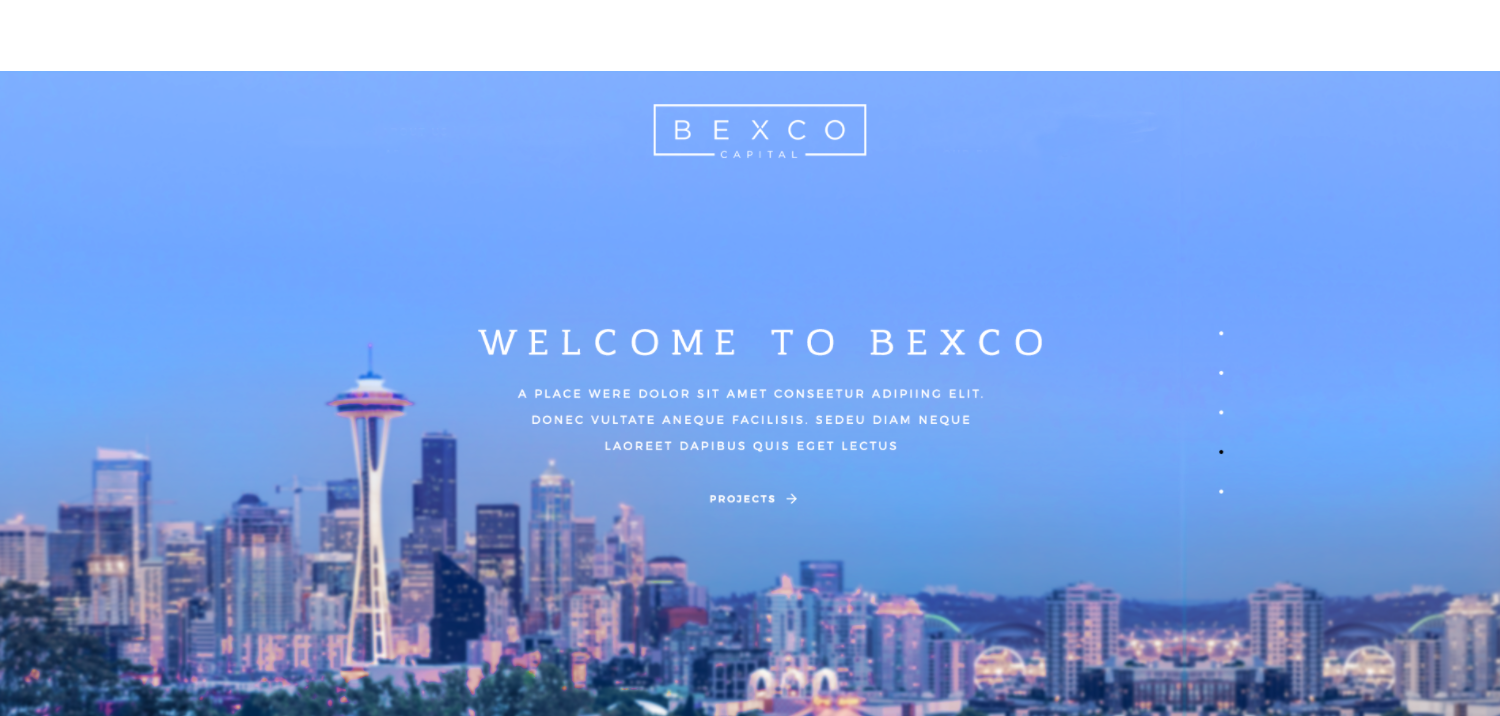 BEXCO
CAPITAL
WELCOME TO BEXCO
A PLACE WERE DOLOR SIT AMET CONSEETUR ADIPIING ELIT.
DONEC VULTATE ANEQUE FACILISIS. SEDEU DIAM NEQUE
LAOREET DAPIBUS QUIS EGET LECTUS
PROJECTS →